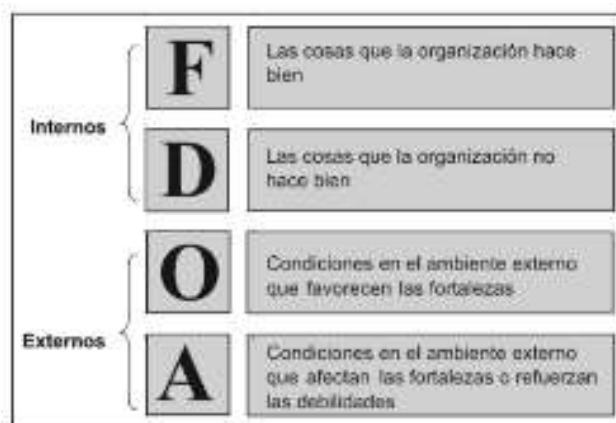 Internos
F
Las cosas que la organización hace
bien
D
Las cosas que la organización no
hace bien
Externos
O
Condiciones en el ambiente externo
que favorecen las fortalezas
A
Condiciones en el ambiente externo
que afectan las fortalezas o refuerzan
las debilidades